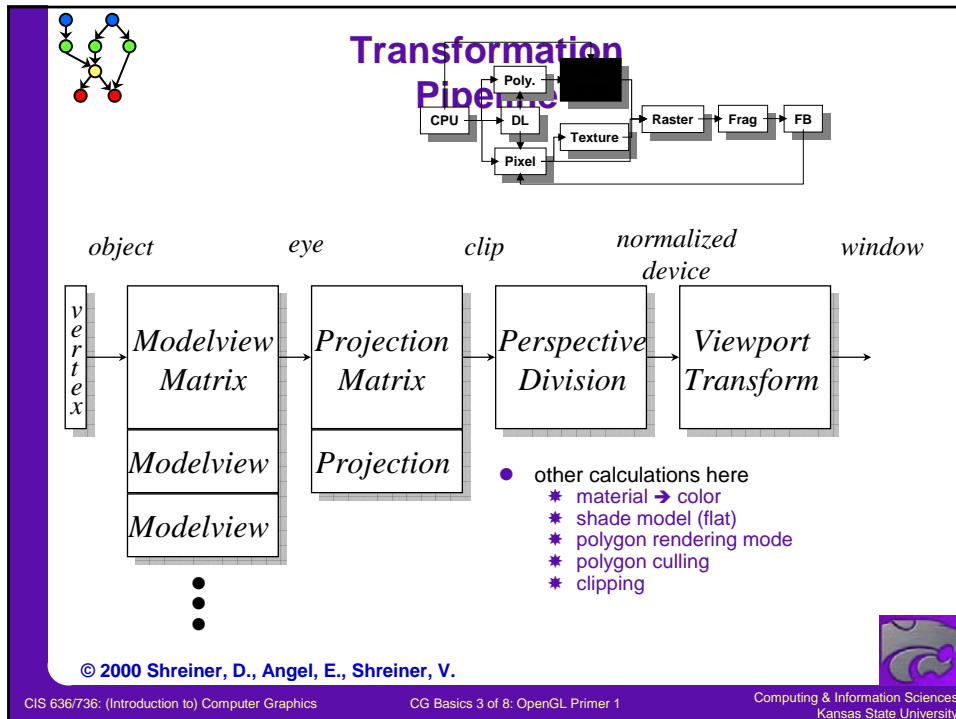 Transformation
Pipeline
Poly.
CPU
DL
Raster
Frag
FB
Texture
Pixel
object
eye
clip
normalized
device
window
vertex
Modelview
Matrix
Projection
Matrix
Perspective
Division
Viewport
Transform
Modelview
Projection
Modelview
● other calculations here
✷ material ➔ color
✷ shade model (flat)
✷ polygon rendering mode
✷ polygon culling
✷ clipping
© 2000 Shreiner, D., Angel, E., Shreiner, V.
CIS 636/736: (Introduction to) Computer Graphics
CG Basics 3 of 8: OpenGL Primer 1
Computing & Information Sciences
Kansas State University